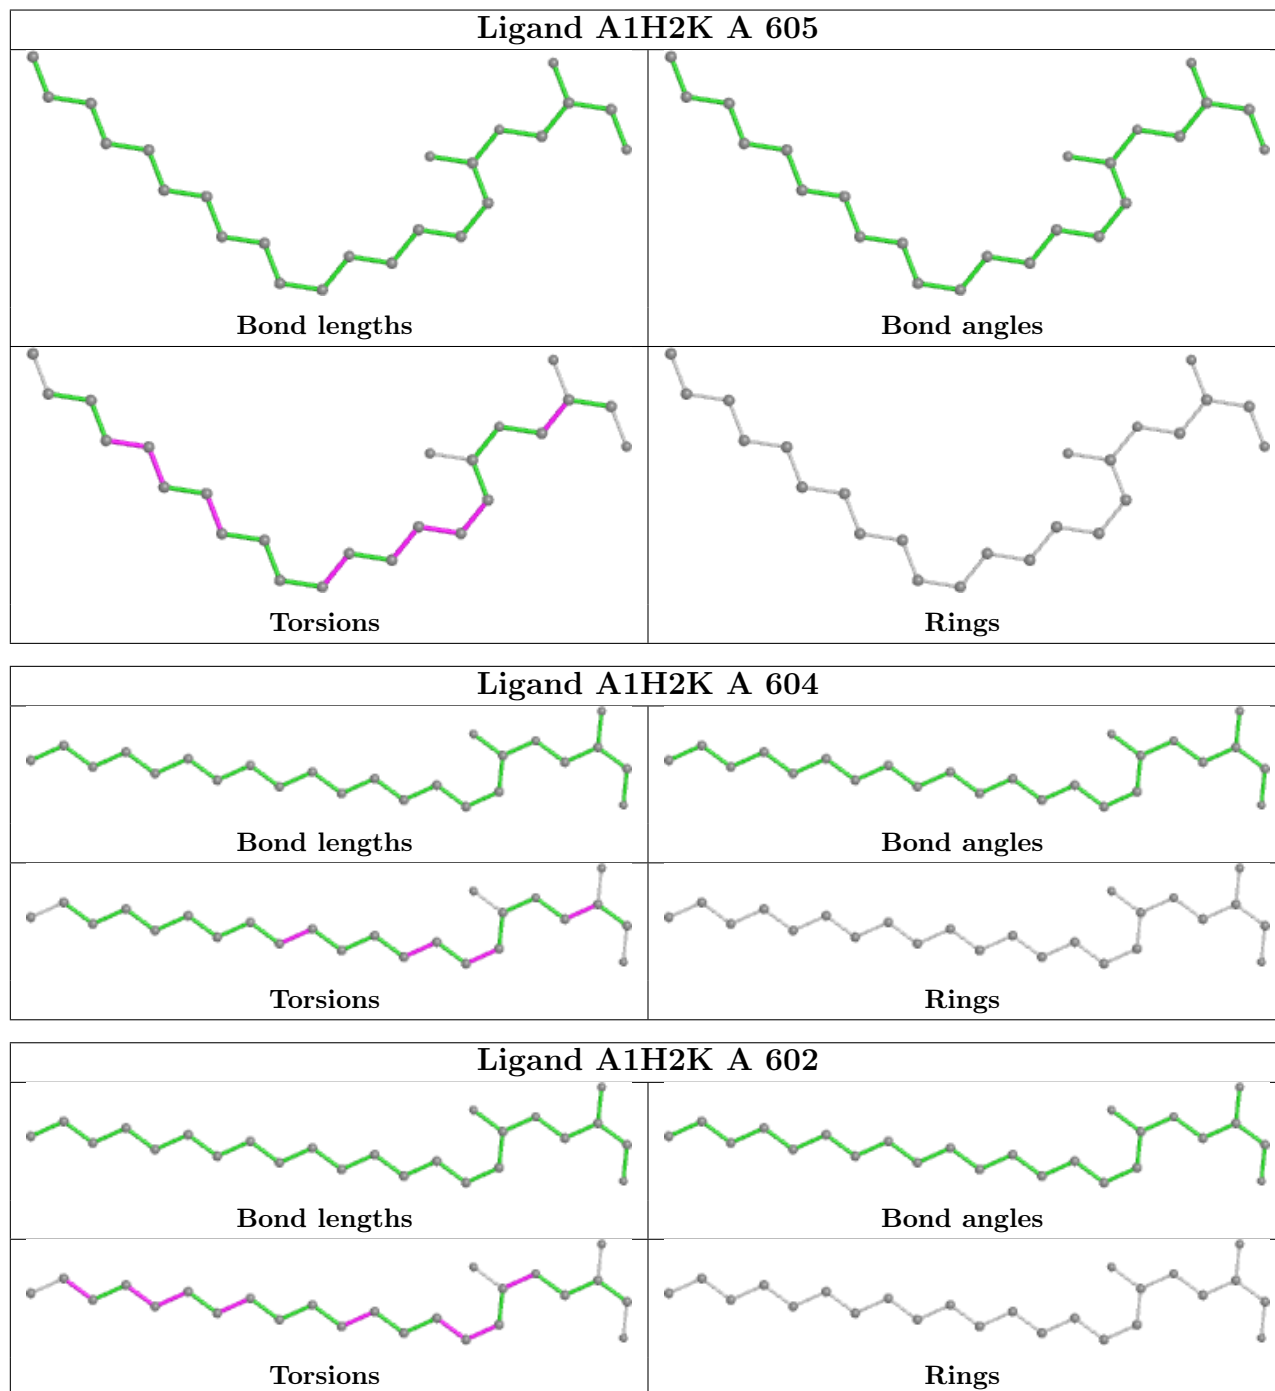 Ligand A1H2K A 605
Bond lengths
Bond angles
Torsions
Rings
Ligand A1H2K A 604
Bond lengths
Bond angles
Torsions
Rings
Ligand A1H2K A 602
Bond lengths
Bond angles
Torsions
Rings